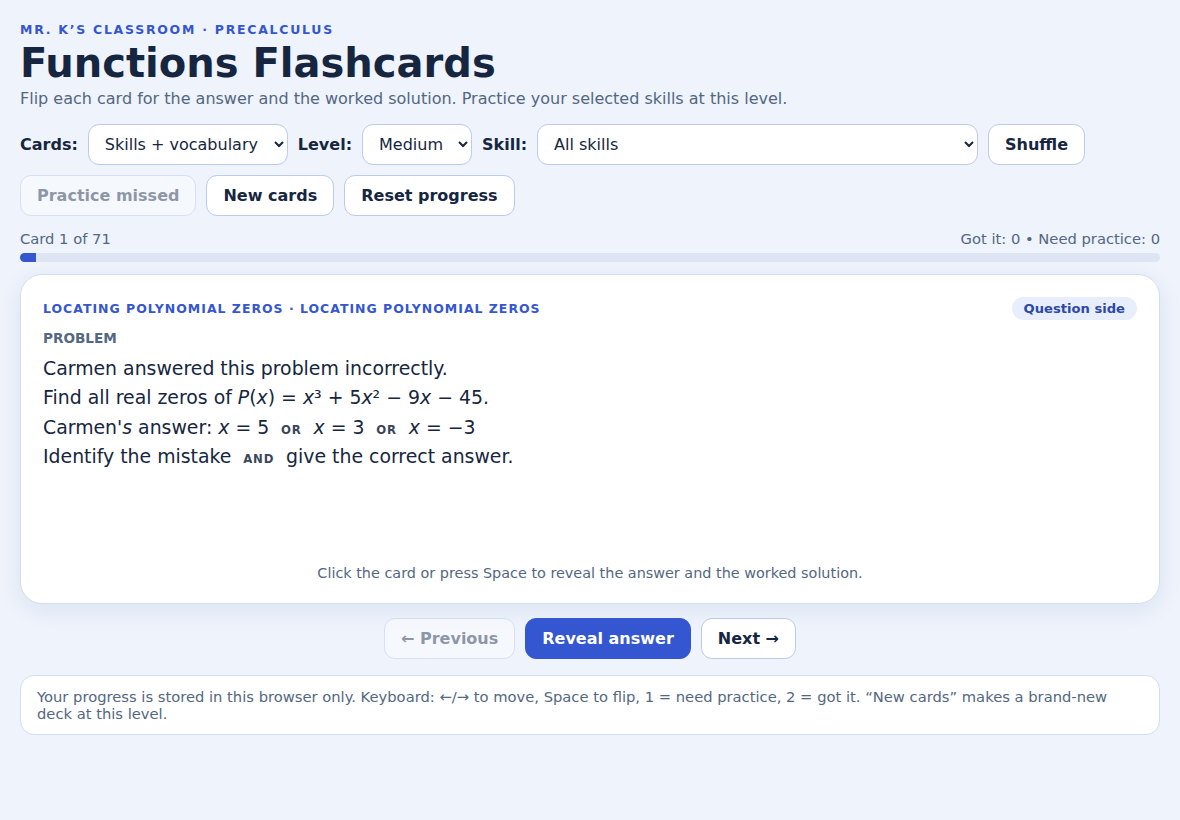 MR. K’S CLASSROOM · PRECALCULUS
Functions Flashcards
Flip each card for the answer and the worked solution. Practice your selected skills at this level.
Cards: Skills + vocabulary Level: Medium Skill: All skills Shuffle
Practice missed New cards Reset progress
Card 1 of 71 Got it: 0 • Need practice: 0
LOCATING POLYNOMIAL ZEROS · LOCATING POLYNOMIAL ZEROS Question side
PROBLEM
Carmen answered this problem incorrectly.
Find all real zeros of P(x) = x³ + 5x² − 9x − 45.
Carmen's answer: x = 5 OR x = 3 OR x = −3
Identify the mistake AND give the correct answer.
Click the card or press Space to reveal the answer and the worked solution.
← Previous Reveal answer Next →
Your progress is stored in this browser only. Keyboard: ←/→ to move, Space to flip, 1 = need practice, 2 = got it. “New cards” makes a brand-new
deck at this level.